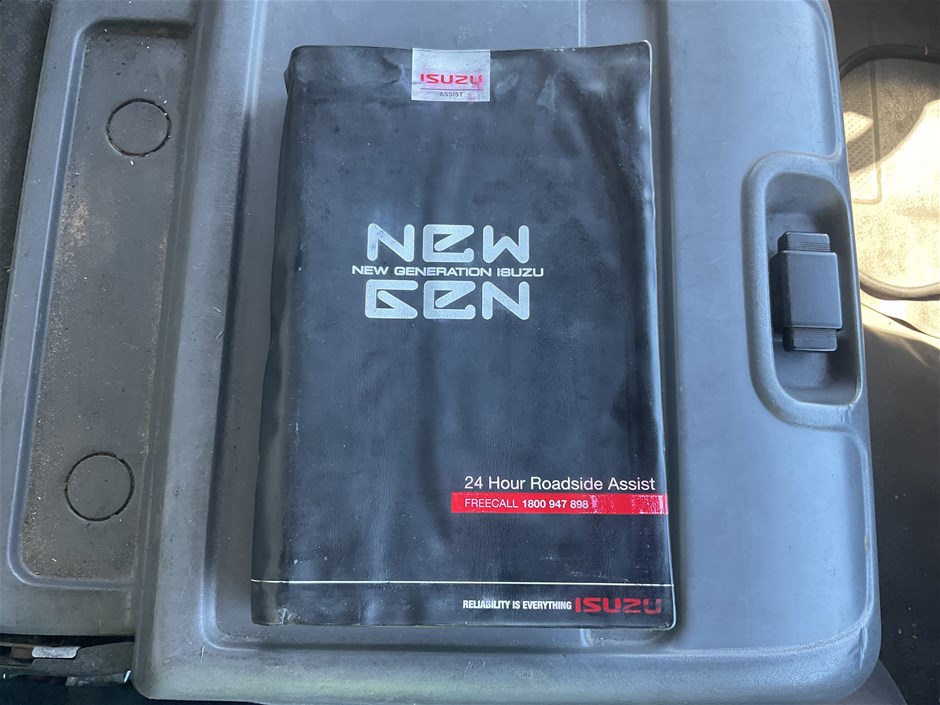 ISUZU
ASSIST
NEW
NEW GENERATION ISUZU
GEN
24 Hour Roadside Assist
FREECALL 1800 947 898
RELIABILITY IS EVERYTHING ISUZU